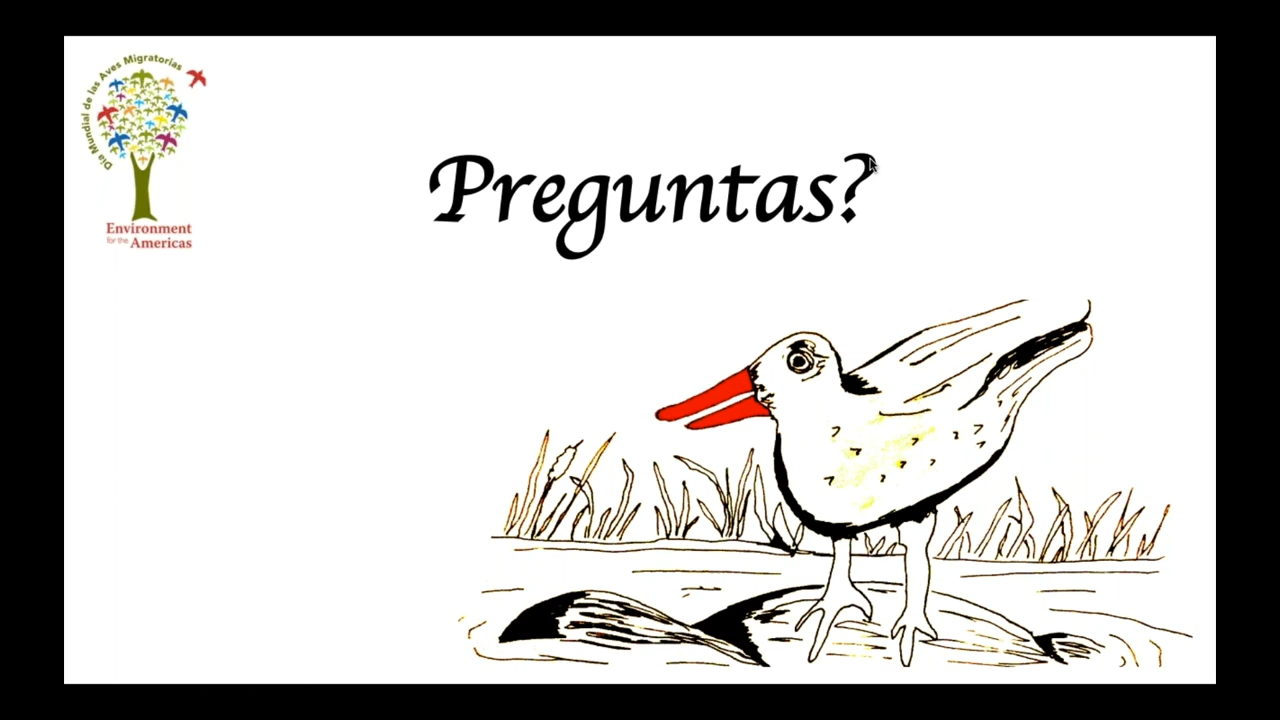 Día Mundial de las Aves Migratorias
Environment
for the Americas
Preguntas?